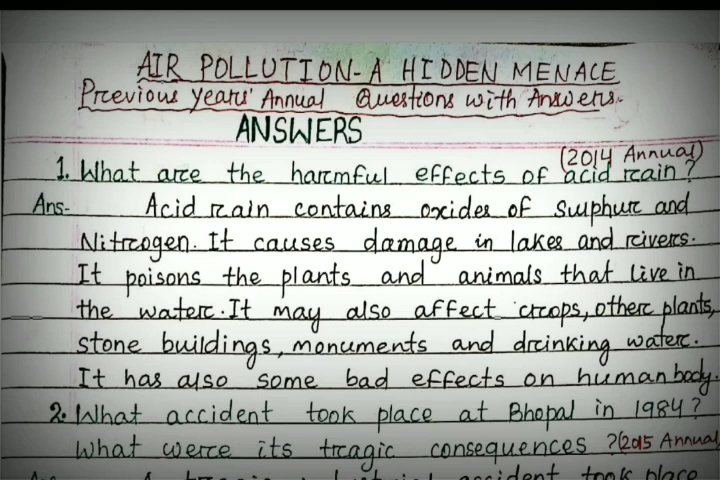 AIR POLLUTION- A HIDDEN MENACE
Previous years' Annual Questions with Answers.
ANSWERS
(2014 Annual)
1. What are the harmful effects of acid rain?
Ans- Acid rain contains oxides of Sulphur and
Nitrogen. It causes damage in lakes and rivers.
It poisons the plants and animals that live in
the water. It may also affect crops, other plants,
stone buildings, monuments and drinking water.
It has also some bad effects on human body.
2. What accident took place at Bhopal in 1984?
What were its tragic consequences? (2015 Annual
accident took place